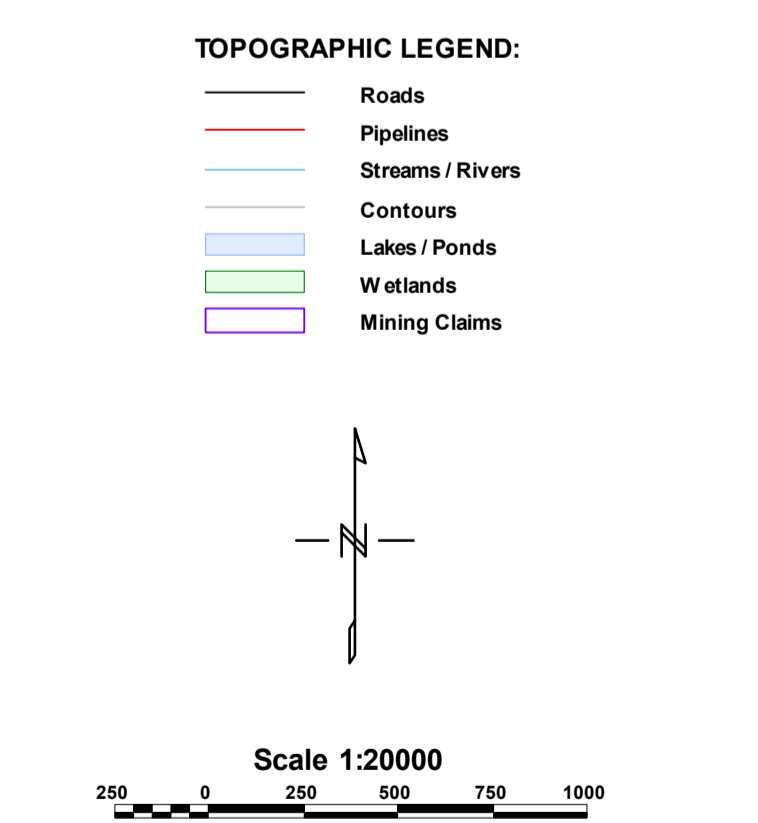 TOPOGRAPHIC LEGEND:
Roads
Pipelines
Streams / Rivers
Contours
Lakes / Ponds
Wetlands
Mining Claims
N
Scale 1:20000
250 0 250 500 750 1000